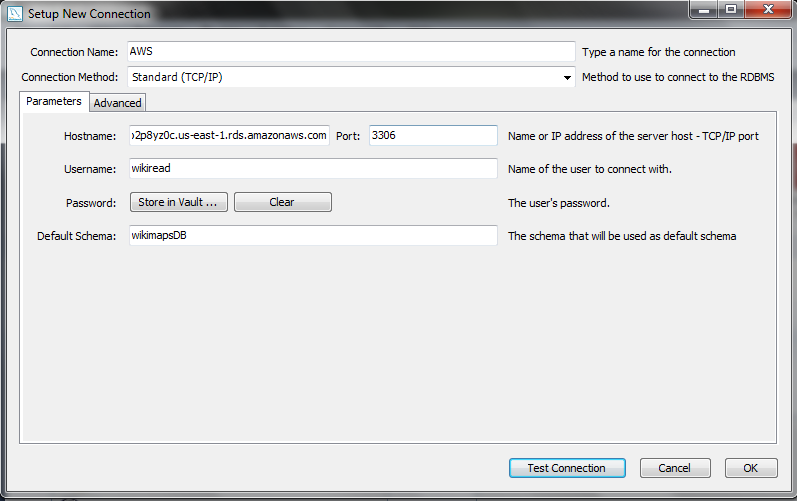 Setup New Connection
Connection Name: AWS Type a name for the connection
Connection Method: Standard (TCP/IP) Method to use to connect to the RDBMS
Parameters Advanced
Hostname: o2p8yz0c.us-east-1.rds.amazonaws.com Port: 3306 Name or IP address of the server host - TCP/IP port
Username: wikiread Name of the user to connect with.
Password: Store in Vault ... Clear The user's password.
Default Schema: wikimapsDB The schema that will be used as default schema
Test Connection Cancel OK